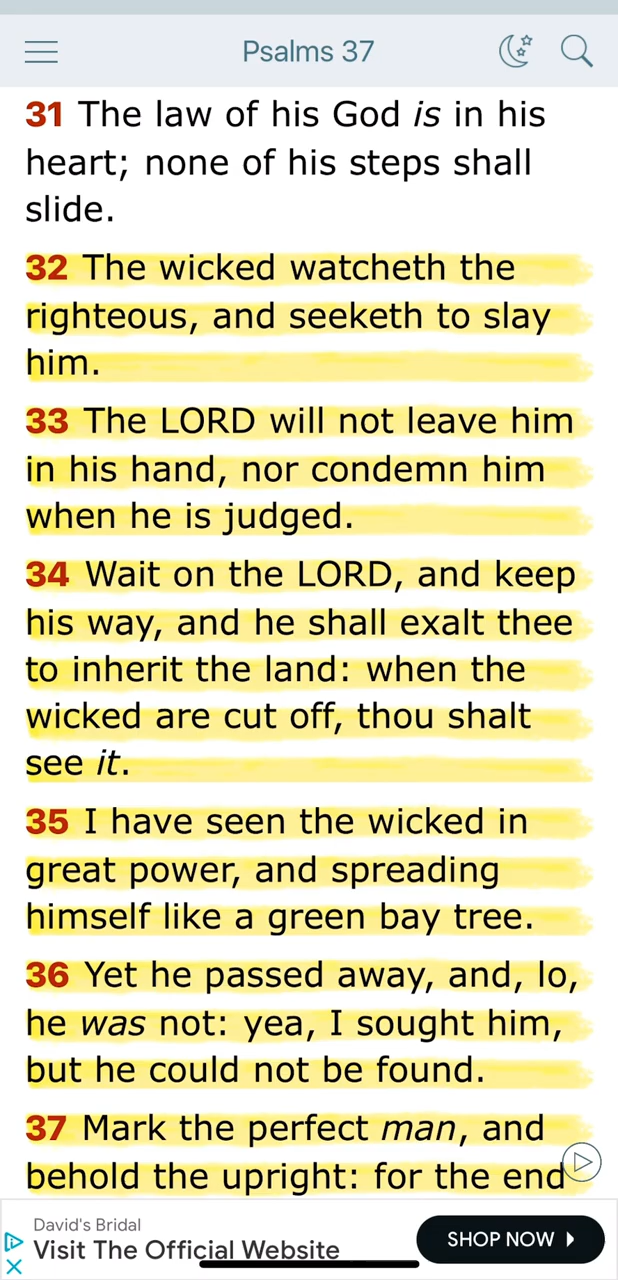 Psalms 37
31 The law of his God is in his
heart; none of his steps shall
slide.
32 The wicked watcheth the
righteous, and seeketh to slay
him.
33 The LORD will not leave him
in his hand, nor condemn him
when he is judged.
34 Wait on the LORD, and keep
his way, and he shall exalt thee
to inherit the land: when the
wicked are cut off, thou shalt
see it.
35 I have seen the wicked in
great power, and spreading
himself like a green bay tree.
36 Yet he passed away, and, lo,
he was not: yea, I sought him,
but he could not be found.
37 Mark the perfect man, and
behold the upright: for the end
David's Bridal
Visit The Official Website
SHOP NOW